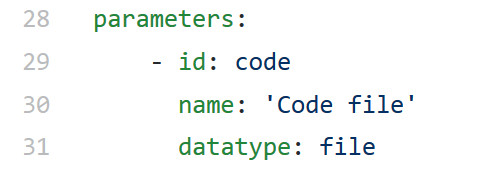 28 parameters:
29     - id: code
30       name: 'Code file'
31       datatype: file